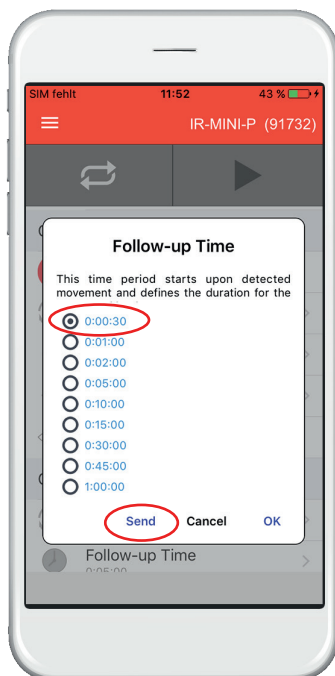 SIM fehlt 11:52 43 %
IR-MINI-P (91732)
Follow-up Time
This time period starts upon detected
movement and defines the duration for the
0:00:30
0:01:00
0:02:00
0:05:00
0:10:00
0:15:00
0:30:00
0:45:00
1:00:00
Send Cancel OK
Follow-up Time
0:05:00